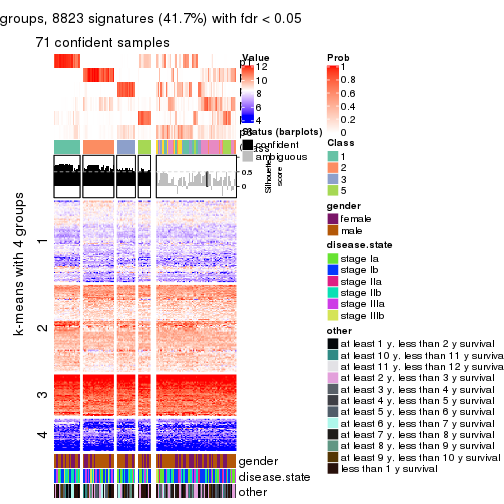 groups, 8823 signatures (41.7%) with fdr < 0.05
71 confident samples
k-means with 4 groups
1
2
3
4
Value
12
10
8
6
4
Status (barplots)
confident
ambiguous
0.5
0
Silhouette
score
Prob
1
0.8
0.6
0.4
0.2
0
Class
1
2
3
5
gender
female
male
disease.state
stage Ia
stage Ib
stage IIa
stage IIb
stage IIIa
stage IIIb
other
at least 1 y. less than 2 y survival
at least 10 y. less than 11 y survival
at least 11 y. less than 12 y survival
at least 2 y. less than 3 y survival
at least 3 y. less than 4 y survival
at least 4 y. less than 5 y survival
at least 5 y. less than 6 y survival
at least 6 y. less than 7 y survival
at least 7 y. less than 8 y survival
at least 8 y. less than 9 y survival
at least 9 y. less than 10 y survival
less than 1 y survival
gender
disease.state
other